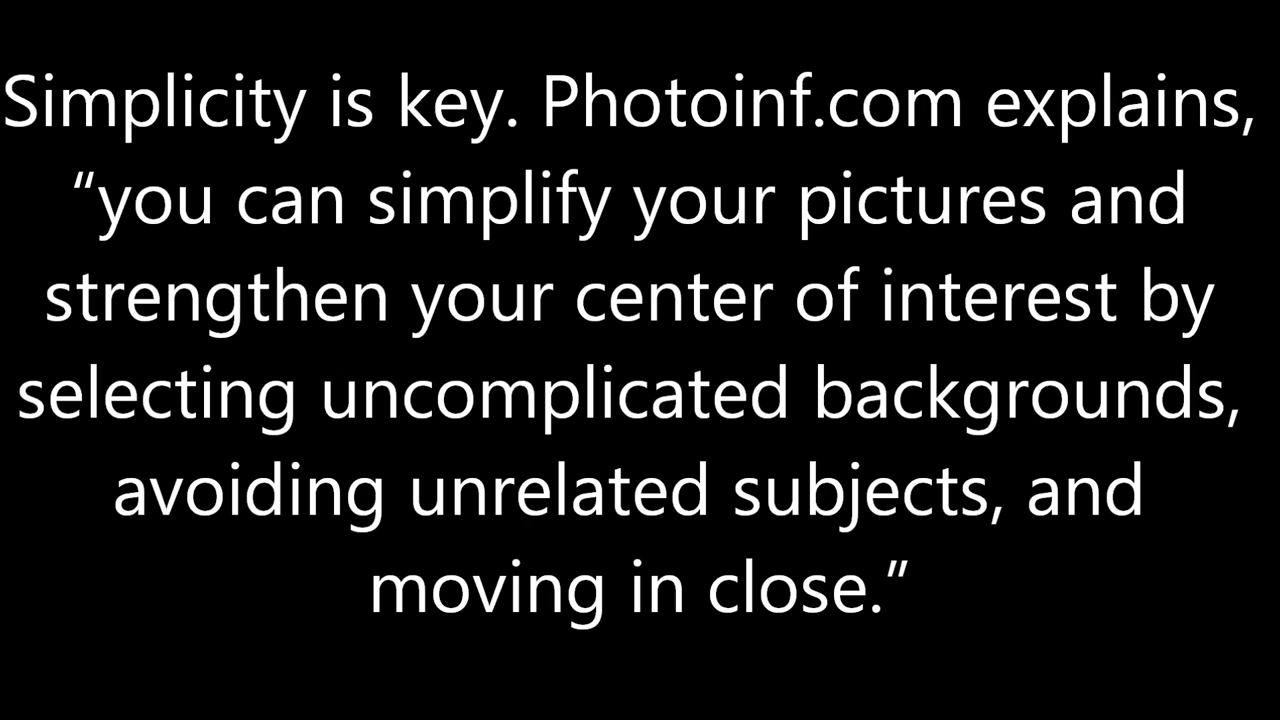 Simplicity is key. Photoinf.com explains,
“you can simplify your pictures and
strengthen your center of interest by
selecting uncomplicated backgrounds,
avoiding unrelated subjects, and
moving in close.”